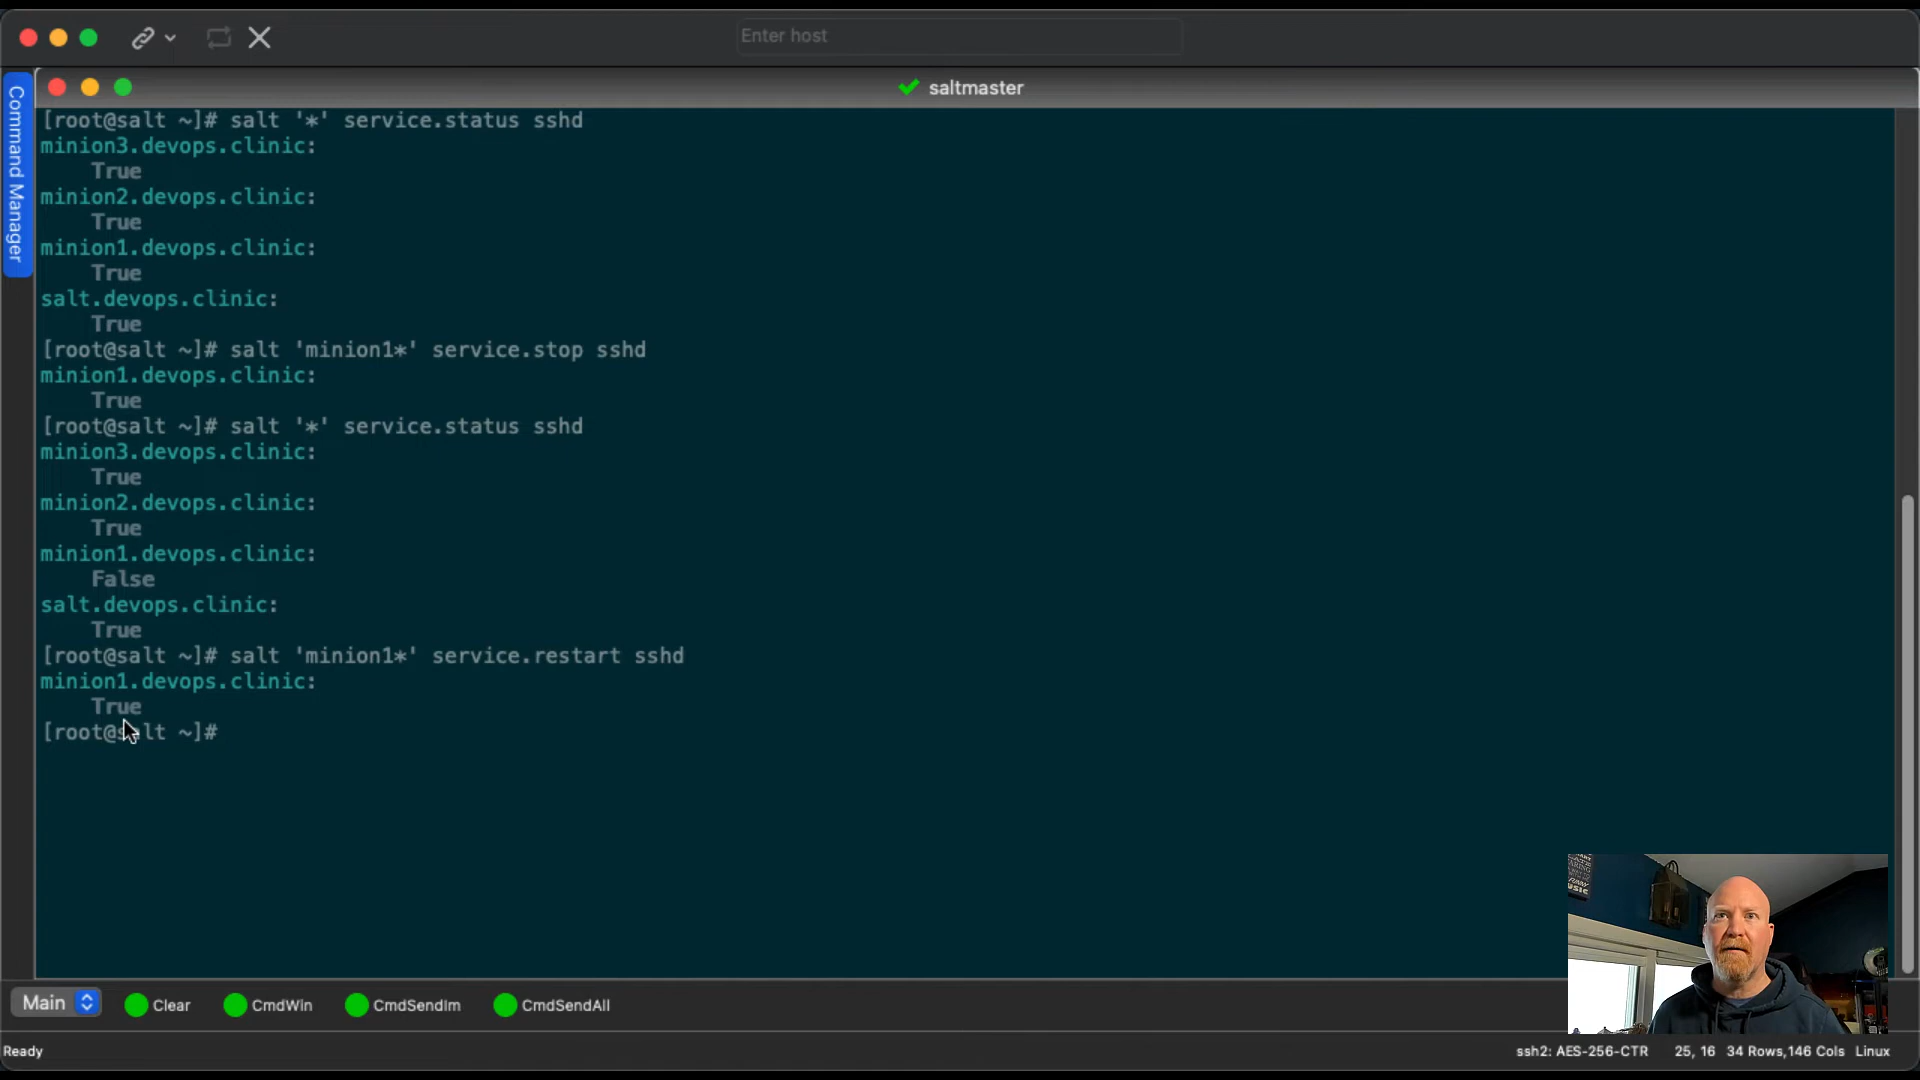 Enter host
saltmaster
Command Manager
[root@salt ~]# salt '*' service.status sshd
minion3.devops.clinic:
    True
minion2.devops.clinic:
    True
minion1.devops.clinic:
    True
salt.devops.clinic:
    True
[root@salt ~]# salt 'minion1*' service.stop sshd
minion1.devops.clinic:
    True
[root@salt ~]# salt '*' service.status sshd
minion3.devops.clinic:
    True
minion2.devops.clinic:
    True
minion1.devops.clinic:
    False
salt.devops.clinic:
    True
[root@salt ~]# salt 'minion1*' service.restart sshd
minion1.devops.clinic:
    True
[root@salt ~]#
MUSIC
Main Clear CmdWin CmdSendIm CmdSendAll
Ready ssh2: AES-256-CTR 25, 16 34 Rows,146 Cols Linux